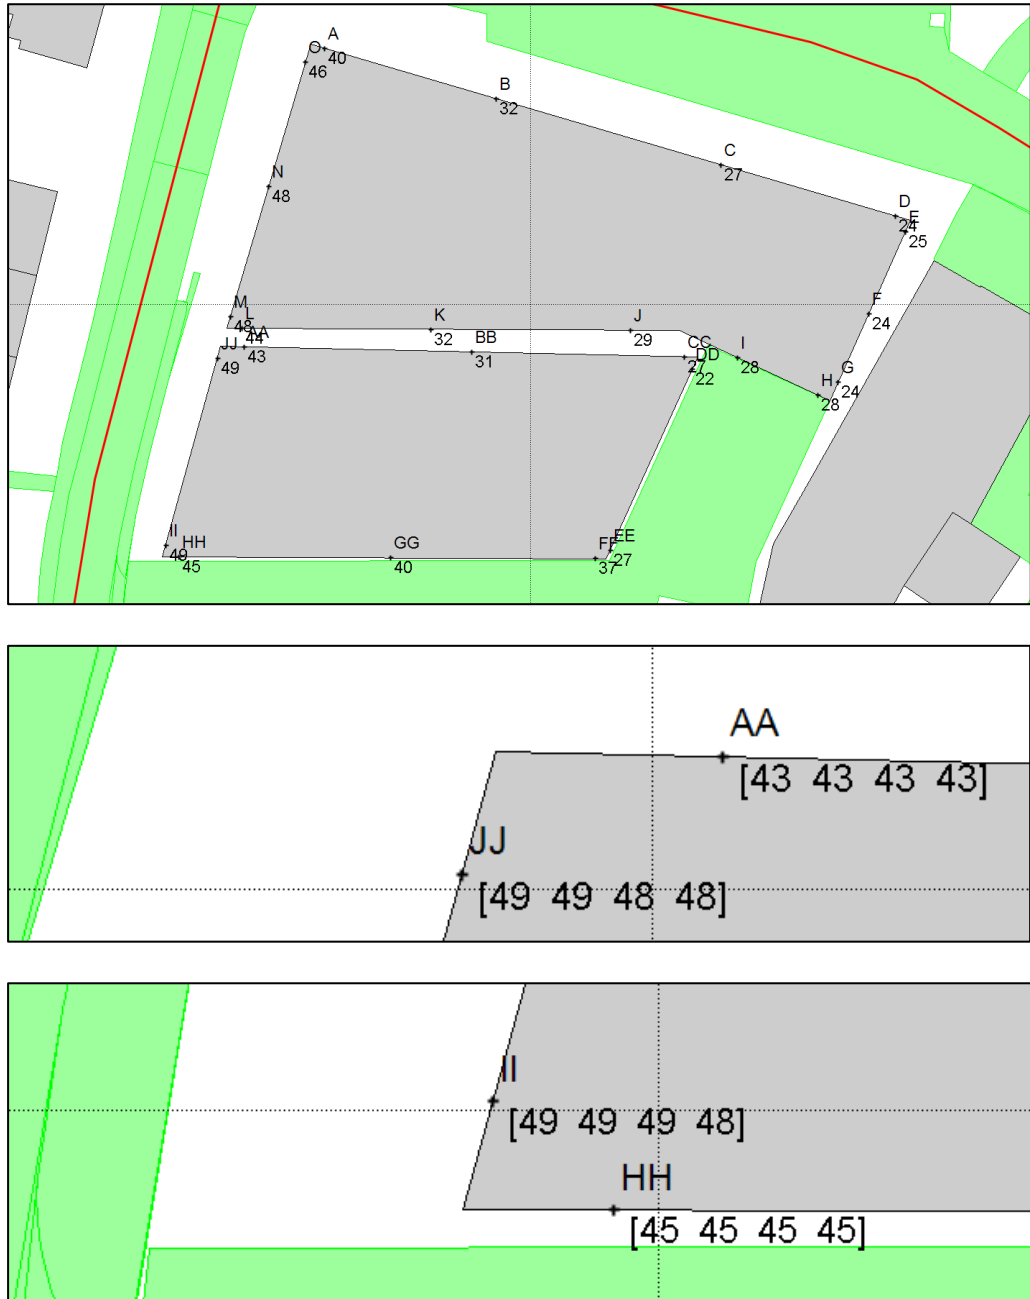 A
O
40
46
B
32
C
27
N
48
D
24
E
25
F
24
M
L
48
44
K
32
J
29
AA
43
BB
31
CC
27
DD
22
I
28
JJ
49
G
24
H
28
II
49
HH
45
GG
40
FF
37
EE
27
AA
[43 43 43 43]
JJ
[49 49 48 48]
II
[49 49 49 48]
HH
[45 45 45 45]